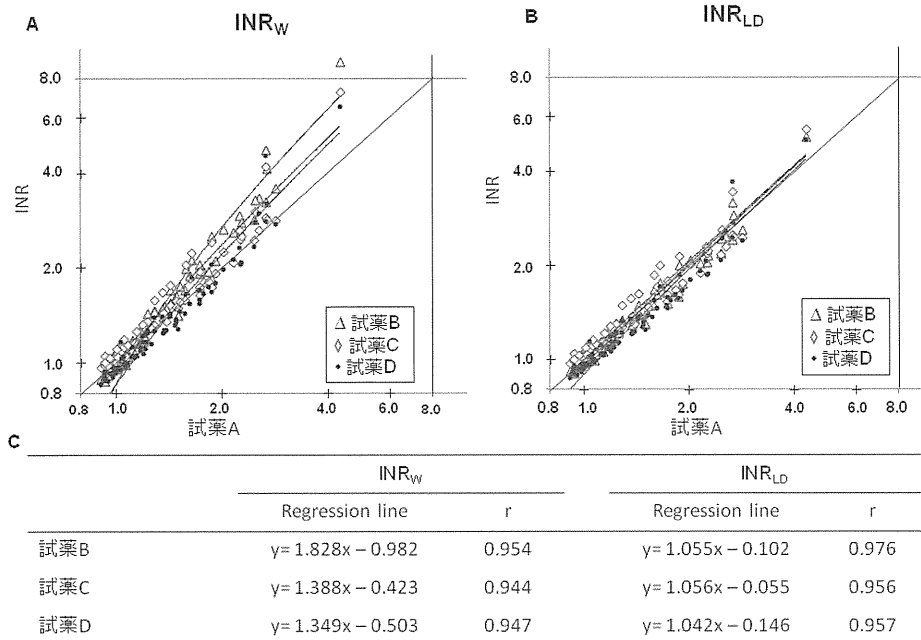 A
INRW
8.0
6.0
4.0
2.0
1.0
0.8
INR
0.8
1.0
2.0
4.0
6.0
8.0
試薬A
△ 試薬B
◇ 試薬C
• 試薬D
B
INRLD
8.0
6.0
4.0
2.0
1.0
0.8
INR
0.8
1.0
2.0
4.0
6.0
8.0
試薬A
△ 試薬B
◇ 試薬C
• 試薬D
C
INRW INRLD
Regression line r Regression line r
試薬B y= 1.828x – 0.982 0.954 y= 1.055x – 0.102 0.976
試薬C y= 1.388x – 0.423 0.944 y= 1.056x – 0.055 0.956
試薬D y= 1.349x – 0.503 0.947 y= 1.042x – 0.146 0.957